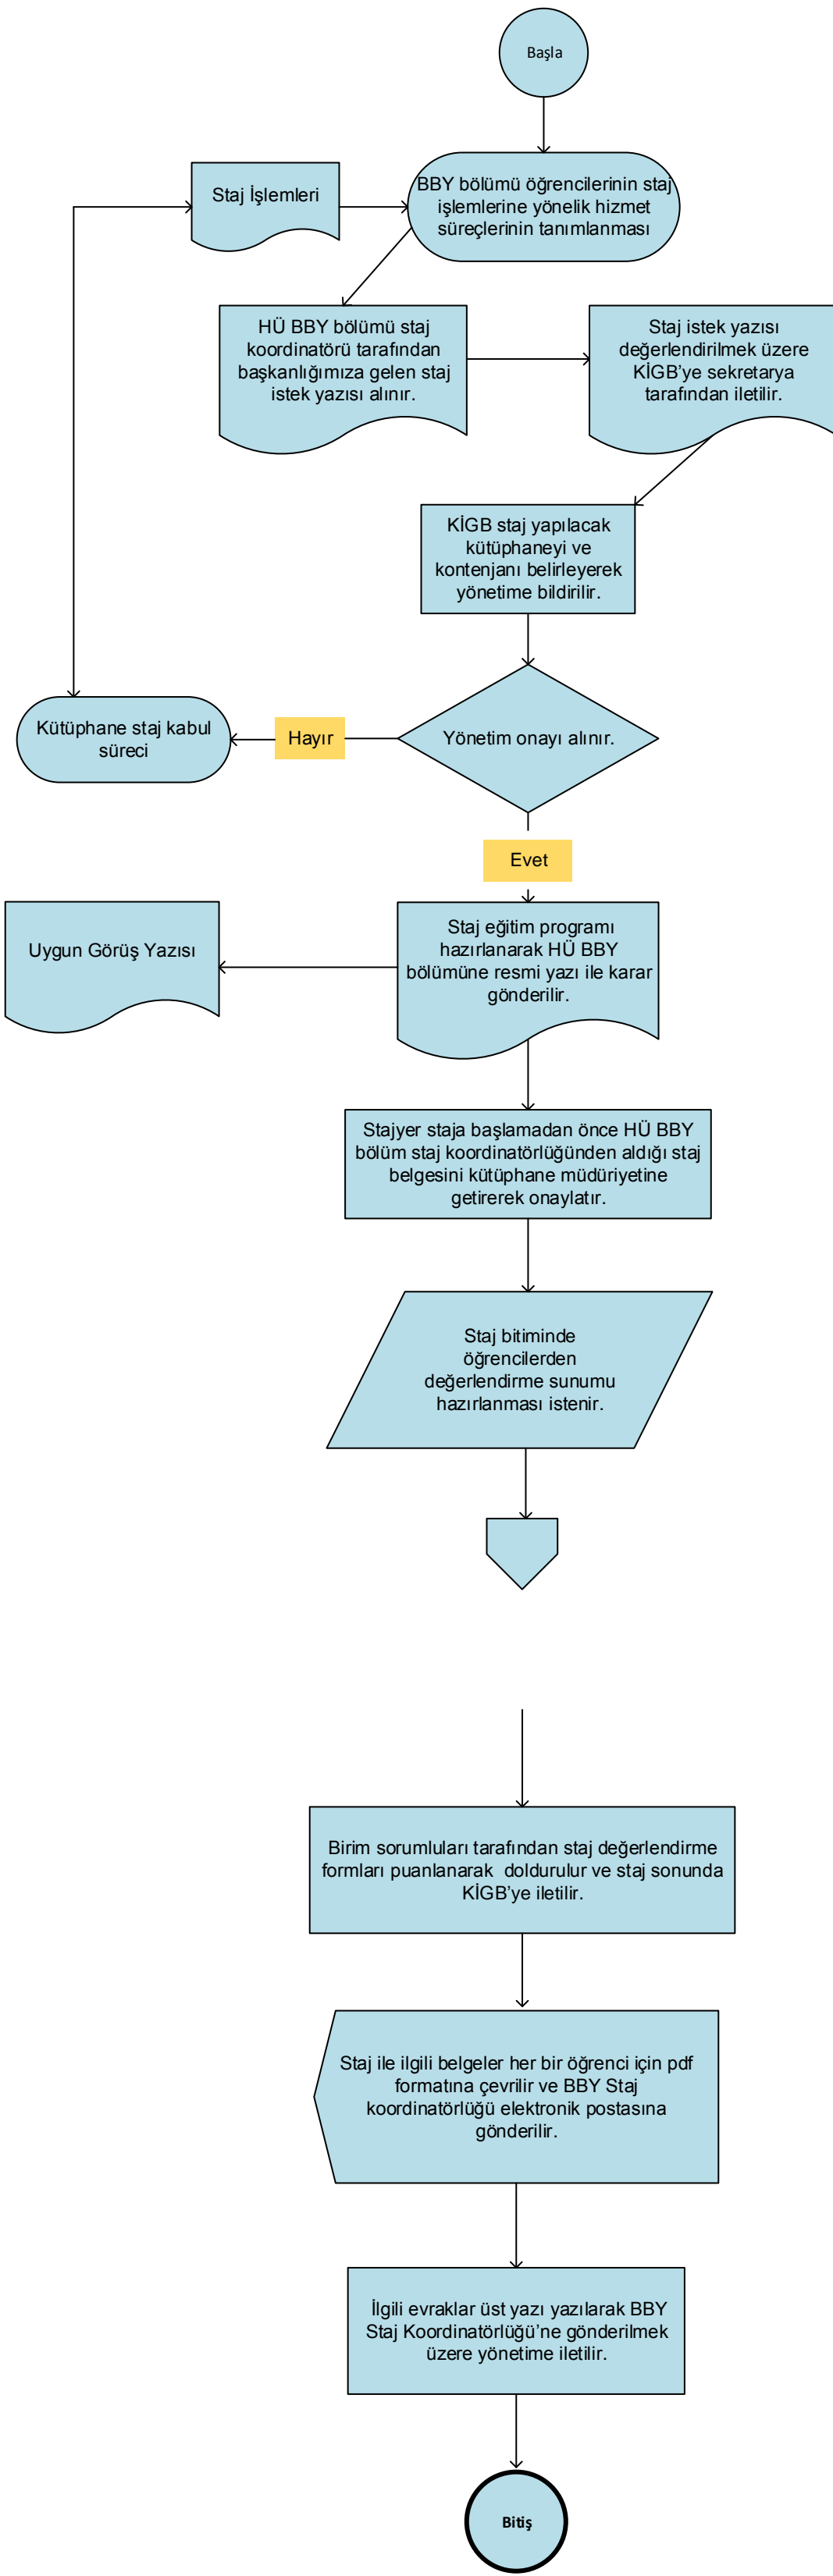 Başla
Staj İşlemleri
BBY bölümü öğrencilerinin staj
işlemlerine yönelik hizmet
süreçlerinin tanımlanması
HÜ BBY bölümü staj
koordinatörü tarafından
başkanlığımıza gelen staj
istek yazısı alınır.
Staj istek yazısı
değerlendirilmek üzere
KİGB’ye sekretarya
tarafından iletilir.
KİGB staj yapılacak
kütüphaneyi ve
kontenjanı belirleyerek
yönetime bildirilir.
Kütüphane staj kabul
süreci
Hayır
Yönetim onayı alınır.
Evet
Uygun Görüş Yazısı
Staj eğitim programı
hazırlanarak HÜ BBY
bölümüne resmi yazı ile karar
gönderilir.
Stajyer staja başlamadan önce HÜ BBY
bölüm staj koordinatörlüğünden aldığı staj
belgesini kütüphane müdüriyetine
getirerek onaylatır.
Staj bitiminde
öğrencilerden
değerlendirme sunumu
hazırlanması istenir.
Birim sorumluları tarafından staj değerlendirme
formları puanlanarak doldurulur ve staj sonunda
KİGB’ye iletilir.
Staj ile ilgili belgeler her bir öğrenci için pdf
formatına çevrilir ve BBY Staj
koordinatörlüğü elektronik postasına
gönderilir.
İlgili evraklar üst yazı yazılarak BBY
Staj Koordinatörlüğü’ne gönderilmek
üzere yönetime iletilir.
Bitiş